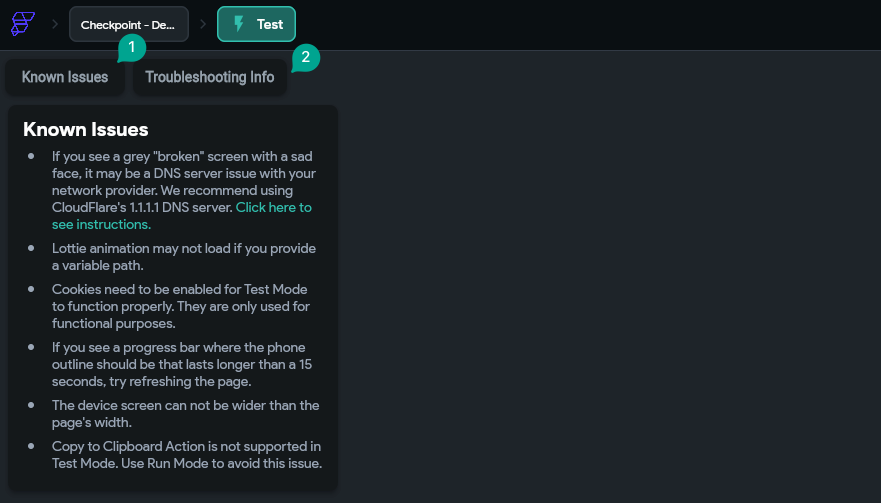 Checkpoint - De...
Test
1
2
Known Issues
Troubleshooting Info
Known Issues
If you see a grey "broken" screen with a sad
face, it may be a DNS server issue with your
network provider. We recommend using
CloudFlare's 1.1.1.1 DNS server. Click here to
see instructions.
Lottie animation may not load if you provide
a variable path.
Cookies need to be enabled for Test Mode
to function properly. They are only used for
functional purposes.
If you see a progress bar where the phone
outline should be that lasts longer than a 15
seconds, try refreshing the page.
The device screen can not be wider than the
page's width.
Copy to Clipboard Action is not supported in
Test Mode. Use Run Mode to avoid this issue.